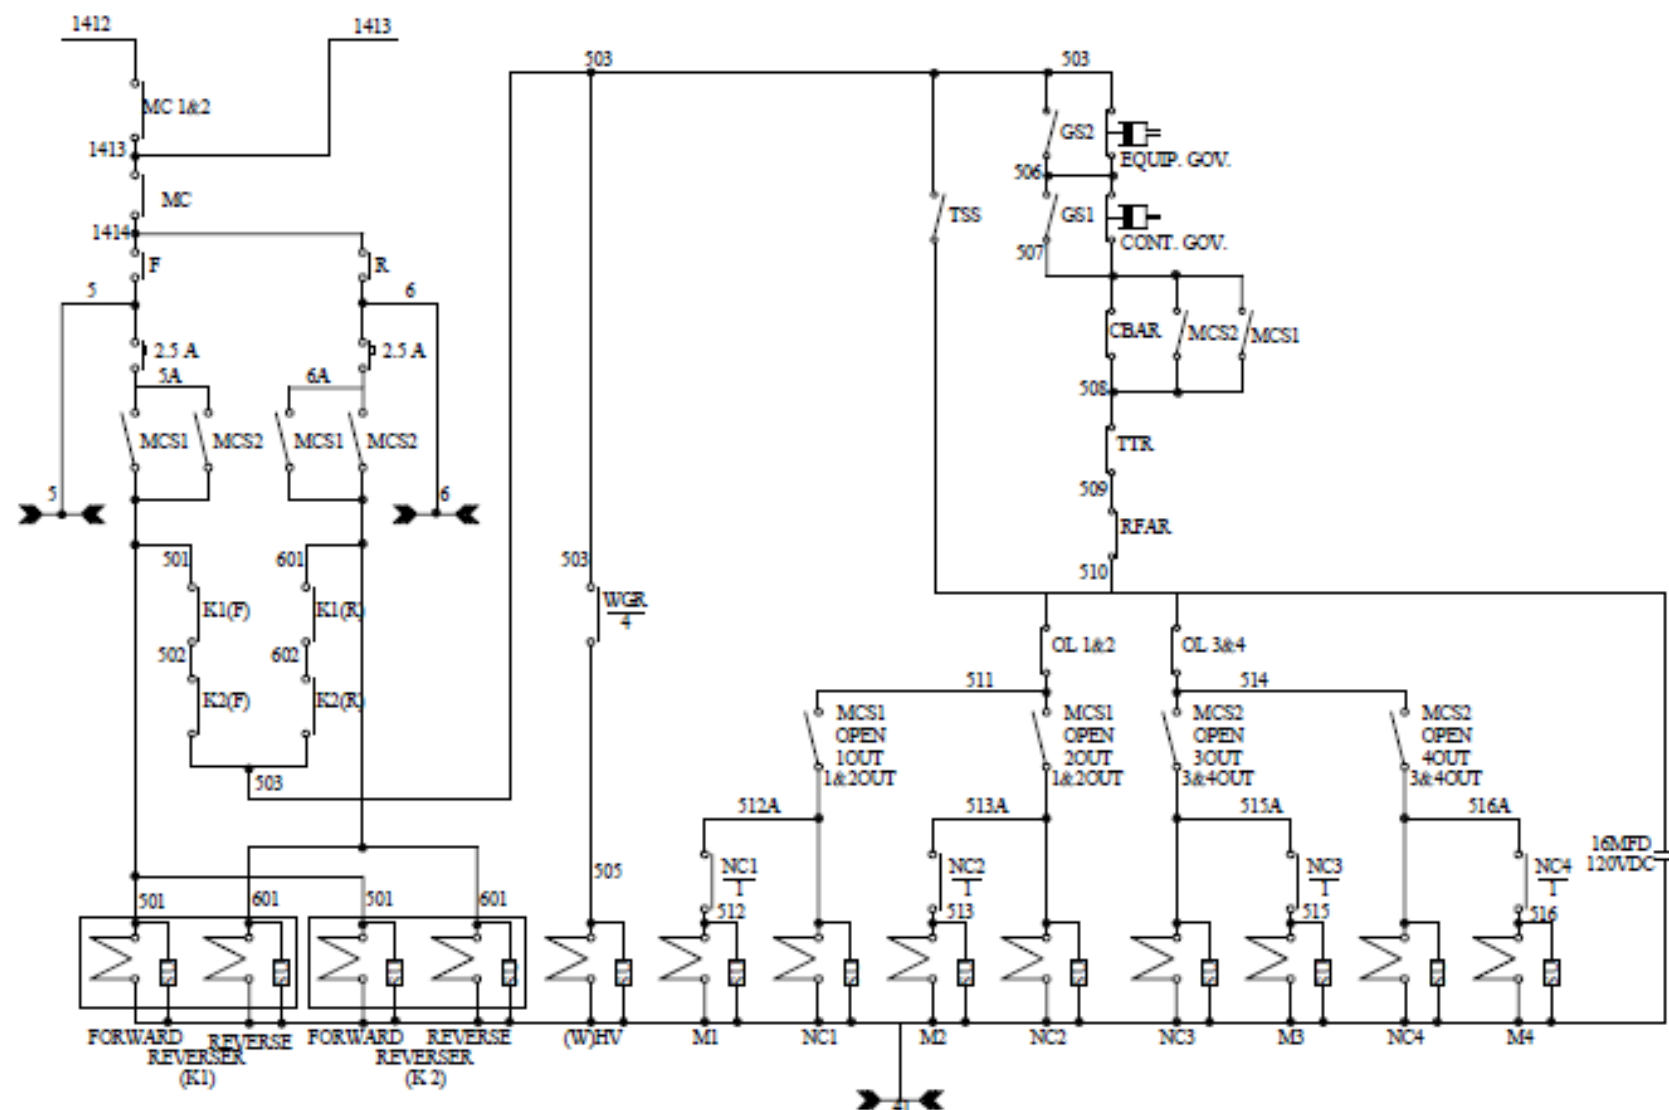 1412
1413
503
503
MC 1&2
GS2
1413
EQUIP. GOV.
506
MC
TSS
GS1
1414
CONT. GOV.
507
F
R
5
6
CBAR
MCS2
MCS1
2.5 A
2.5 A
5A
6A
508
MCS1
MCS2
MCS1
MCS2
TTR
509
5
6
RFAR
501
601
503
510
K1(F)
K1(R)
WGR
4
502
602
OL 1&2
OL 3&4
511
514
K2(F)
K2(R)
MCS1
OPEN
1OUT
1&2OUT
MCS1
OPEN
2OUT
1&2OUT
MCS2
OPEN
3OUT
3&4OUT
MCS2
OPEN
4OUT
3&4OUT
503
512A
513A
515A
516A
16MFD
120VDC
505
NC1
1
NC2
1
NC3
1
NC4
1
501
601
501
601
512
513
515
516
FORWARD
REVERSE
REVERSER
(K1)
FORWARD
REVERSE
REVERSER
(K 2)
(W)HV
M1
NC1
M2
NC2
NC3
M3
NC4
M4